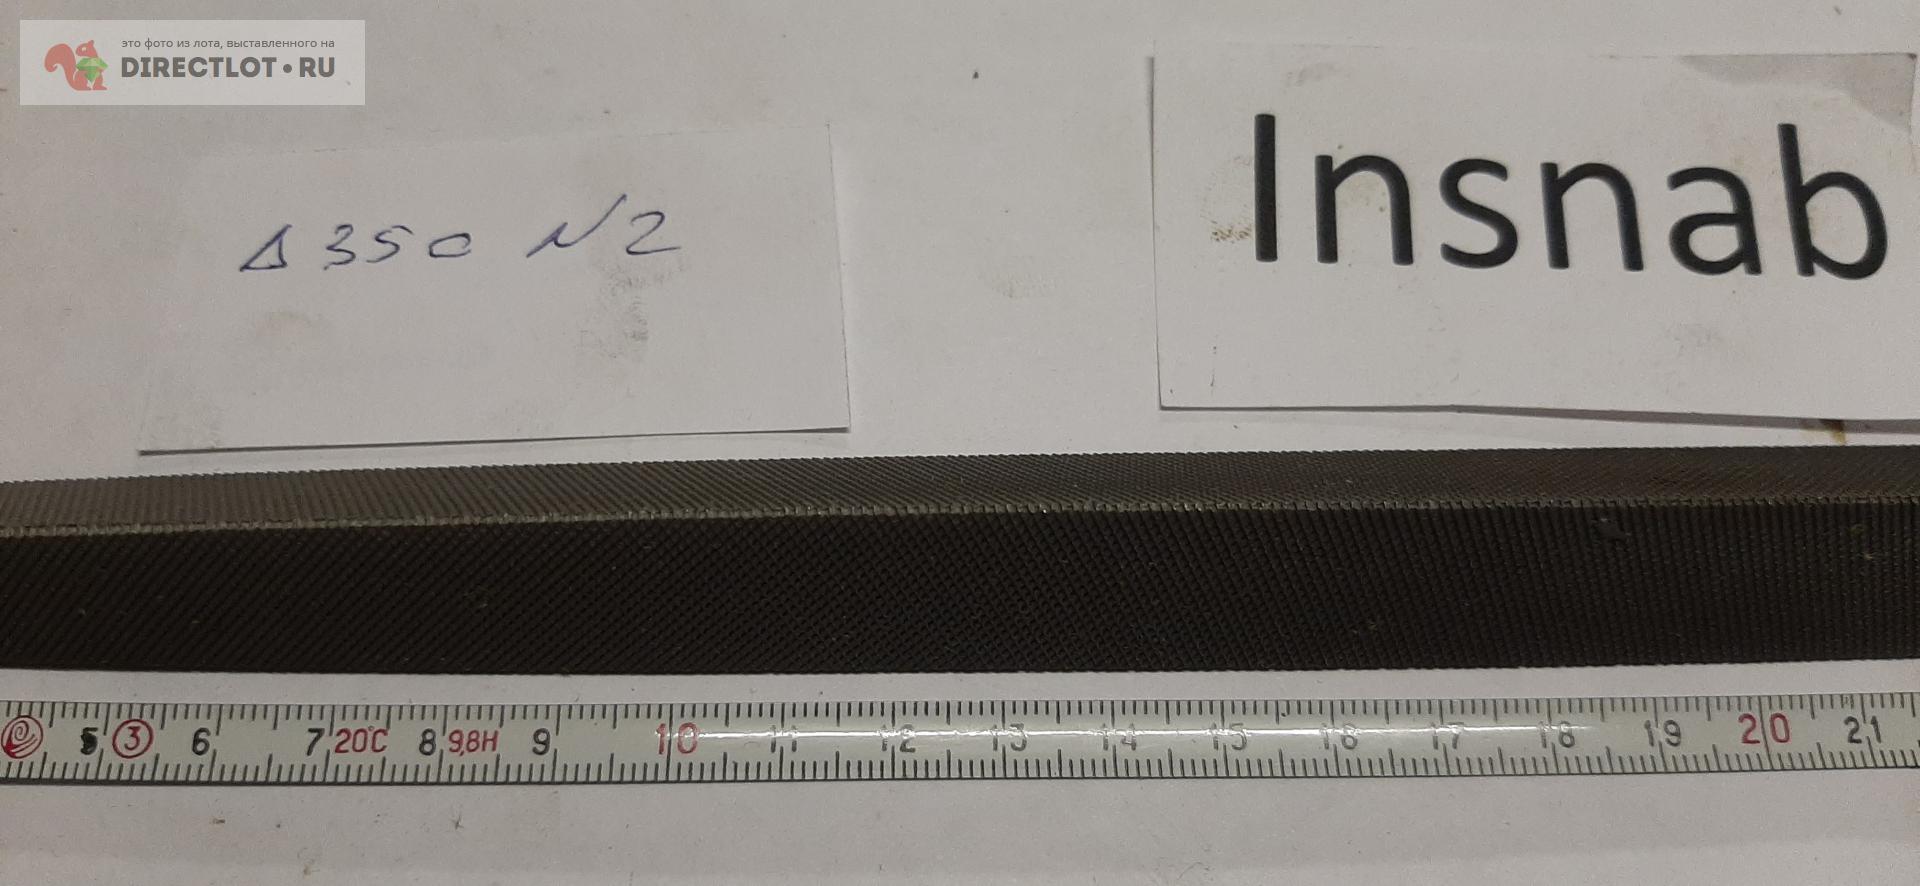 это фото из лота, выставленного на
DIRECTLOT.RU
Δ 350 N2
Insnab
5 3 6 7 20°C 8 9,8H 9 10 11 12 13 14 15 16 17 18 19 20 21